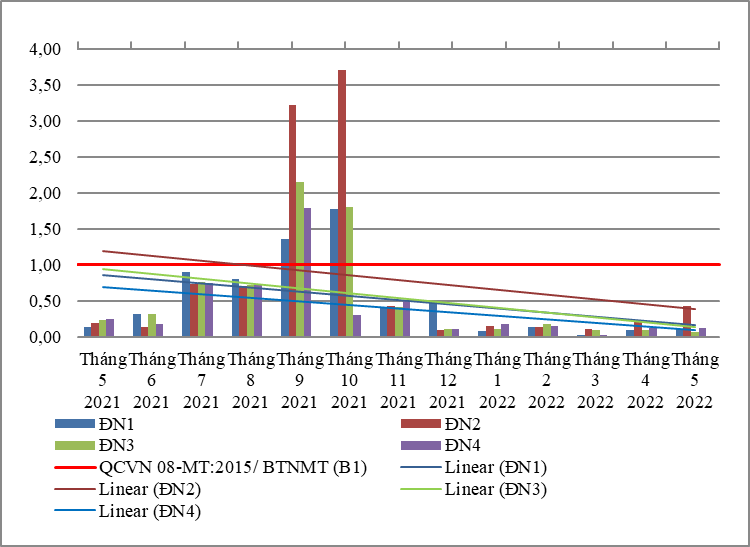 4,00
3,50
3,00
2,50
2,00
1,50
1,00
0,50
0,00
Tháng Tháng Tháng Tháng Tháng Tháng Tháng Tháng Tháng Tháng Tháng Tháng Tháng
5 6 7 8 9 10 11 12 1 2 3 4 5
2021 2021 2021 2021 2021 2021 2021 2021 2022 2022 2022 2022 2022
ĐN1 ĐN2
ĐN3 ĐN4
QCVN 08-MT:2015/ BTNMT (B1) Linear (ĐN1)
Linear (ĐN2) Linear (ĐN3)
Linear (ĐN4)